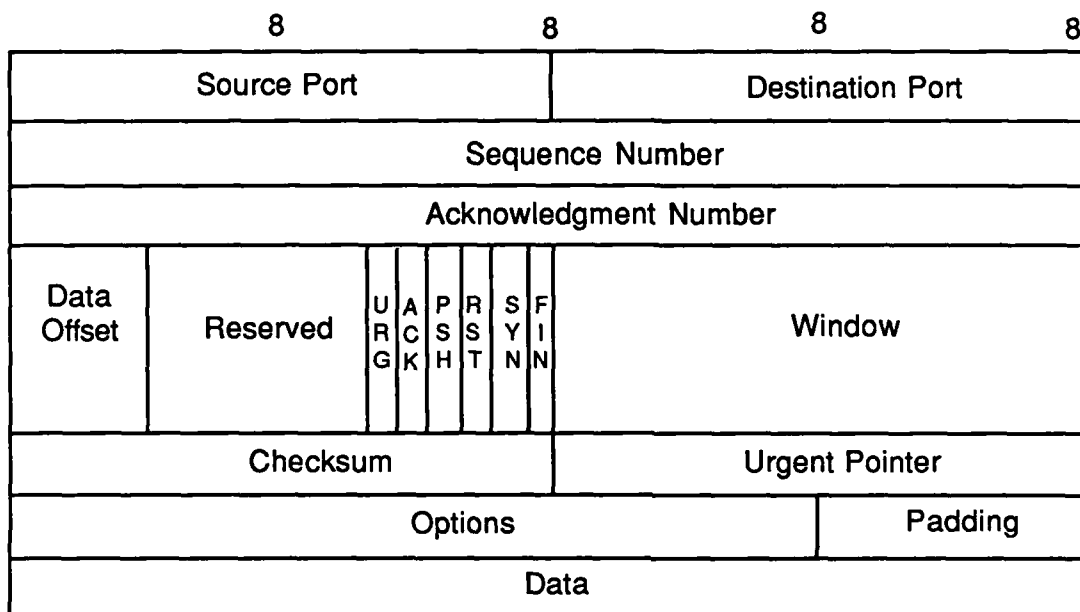 8 8 8 8
Source Port Destination Port
Sequence Number
Acknowledgment Number
Data Offset Reserved URG ACK PSH RST SYN FIN Window
Checksum Urgent Pointer
Options Padding
Data